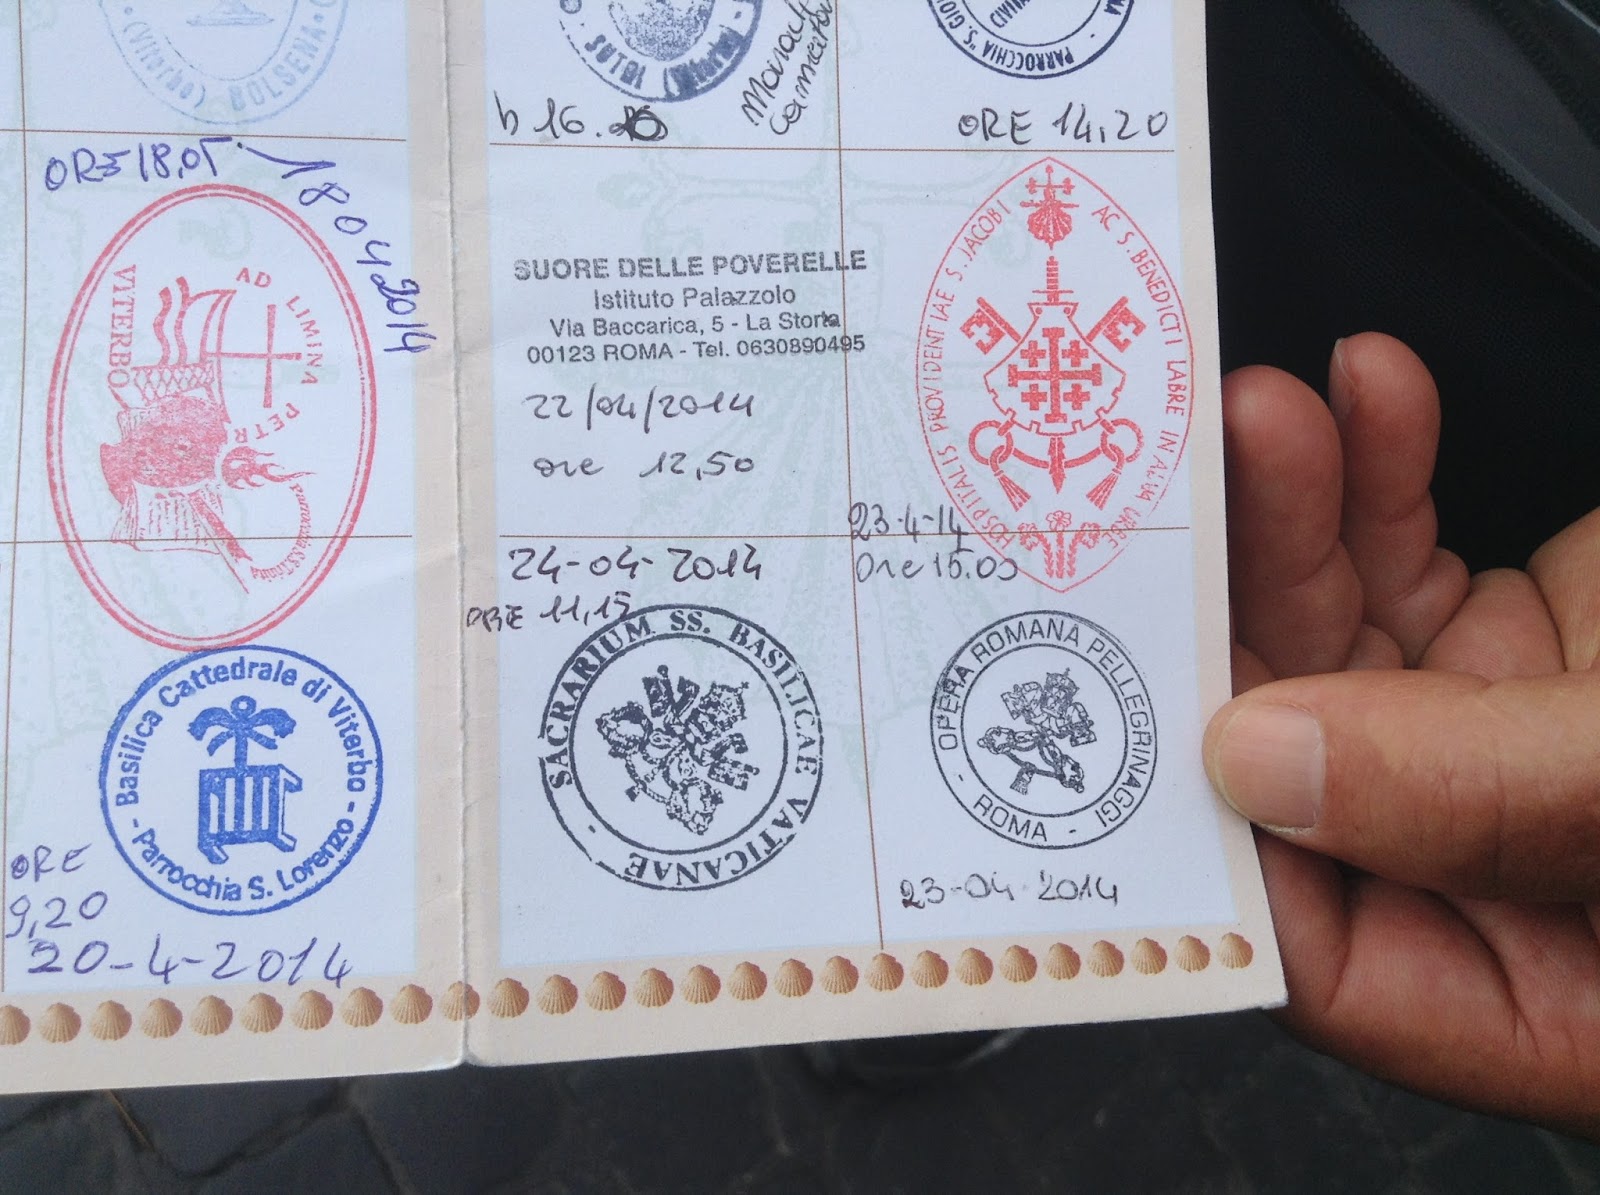 (Viterbo) BOLSENA
ORE 18,05
18 04 2014
VITERBO
AD LIMINA PETRI
Basilica Cattedrale di Viterbo -
Parrocchia S. Lorenzo -
ORE
9,20
20-4-2014
h 16.
PARROCCHIA "S. GIO
ORE 14,20
SUORE DELLE POVERELLE
Istituto Palazzolo
Via Baccarica, 5 - La Storta
00123 ROMA - Tel. 0630890495
22/04/2014
ore 12,50
HOSPITALIS PROVIDENTIAE S. JACOBI
AC S. BENEDICTI LABRE IN ALMA URBE
23-4-14
Ore 15.00
24-04-2014
ORE 11,15
SACRARIUM SS. BASILICAE VATICANAE -
OPERA ROMANA PELLEGRINAGGI
- ROMA -
23-04 2014